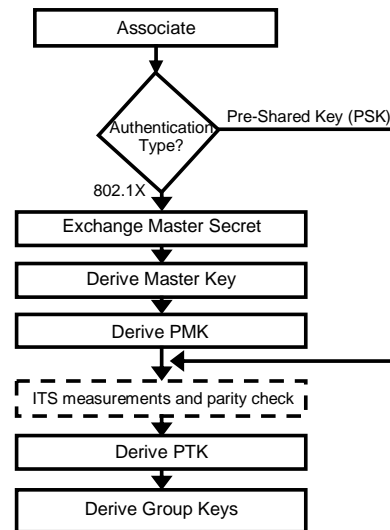 Associate
Authentication
Type?
Pre-Shared Key (PSK)
802.1X
Exchange Master Secret
Derive Master Key
Derive PMK
ITS measurements and parity check
Derive PTK
Derive Group Keys